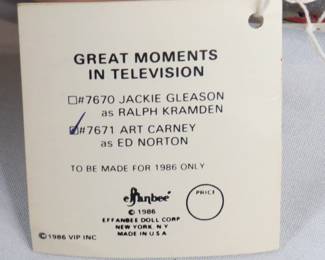 GREAT MOMENTS
IN TELEVISION
#7670 JACKIE GLEASON
as RALPH KRAMDEN
#7671 ART CARNEY
as ED NORTON
TO BE MADE FOR 1986 ONLY
effanbee
PRICE
© 1986
EFFANBEE DOLL CORP
NEW YORK, N.Y.
MADE IN U.S.A.
© 1986 VIP INC